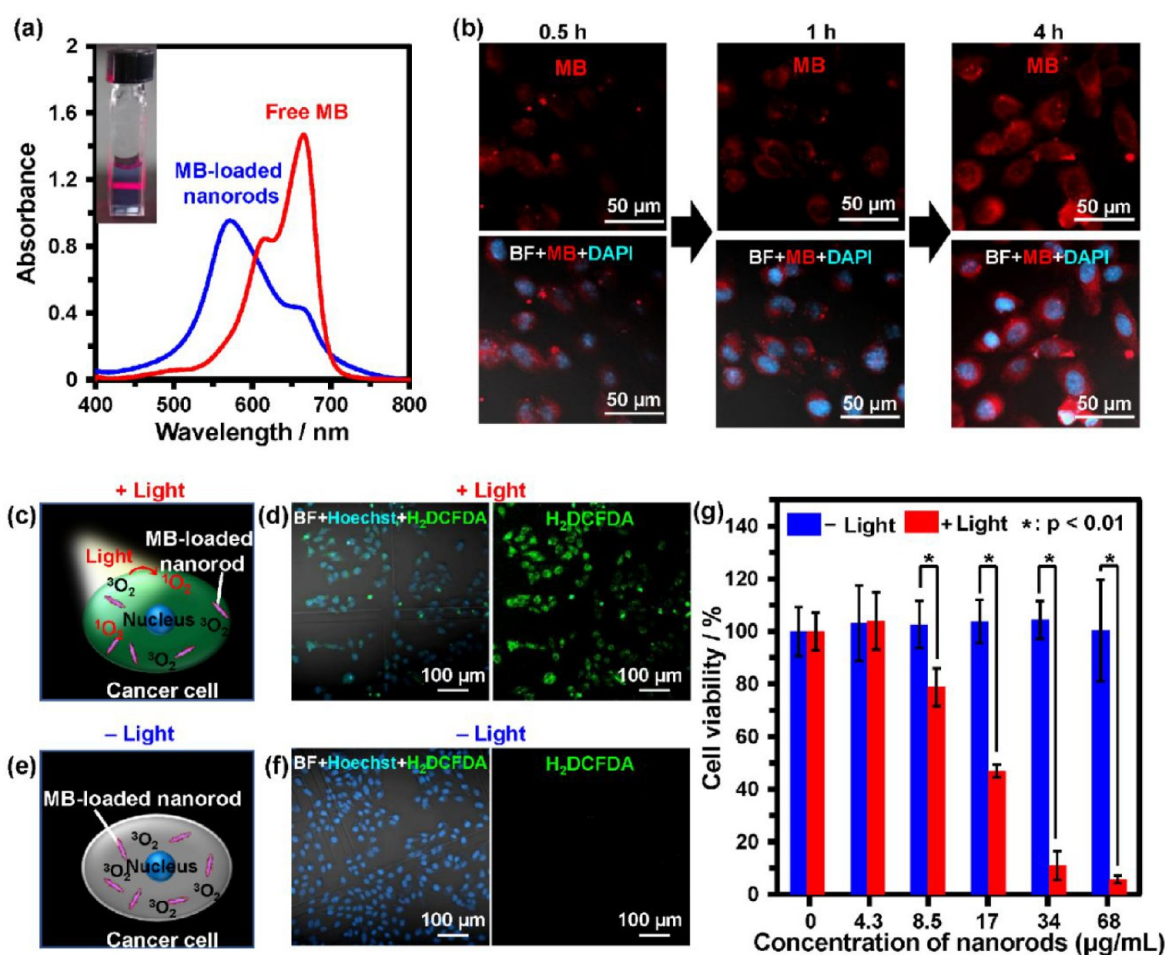 (a)
2
1.6
1.2
0.8
0.4
0
Absorbance
Free MB
MB-loaded
nanorods
400 500 600 700 800
Wavelength / nm
(b)
0.5 h 1 h 4 h
MB MB MB
50 µm 50 µm 50 µm
BF+MB+DAPI BF+MB+DAPI BF+MB+DAPI
50 µm 50 µm 50 µm
+ Light
(c)
MB-loaded
nanorod
Light
³O₂ ¹O₂
Nucleus
³O₂
¹O₂
³O₂
Cancer cell
+ Light
(d)
BF+Hoechst+H₂DCFDA H₂DCFDA
100 µm 100 µm
– Light
(e)
MB-loaded nanorod
³O₂
³O₂ Nucleus
³O₂
³O₂
Cancer cell
– Light
(f)
BF+Hoechst+H₂DCFDA H₂DCFDA
100 µm 100 µm
(g)
– Light + Light *: p < 0.01
* * * *
140
120
100
80
60
40
20
0
Cell viability / %
0 4.3 8.5 17 34 68
Concentration of nanorods (µg/mL)